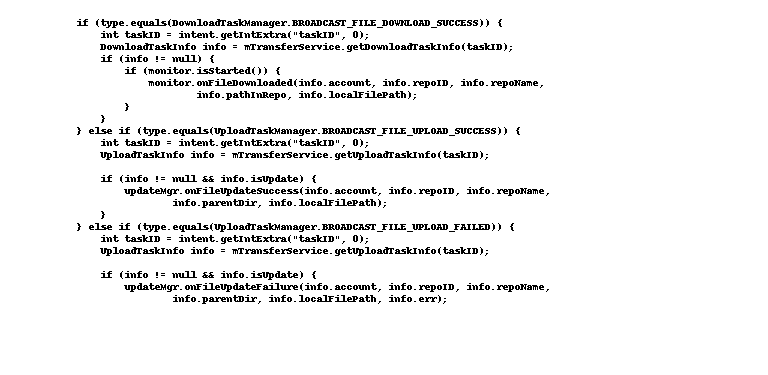 if (type.equals(DownloadTaskManager.BROADCAST_FILE_DOWNLOAD_SUCCESS)) {
int taskID = intent.getIntExtra("taskID", 0);
DownloadTaskInfo info = mTransferService.getDownloadTaskInfo(taskID);
if (info != null) {
if (monitor.isStarted()) {
monitor.onFileDownloaded(info.account, info.repoID, info.repoName,
info.pathInRepo, info.localFilePath);
}
}
} else if (type.equals(UploadTaskManager.BROADCAST_FILE_UPLOAD_SUCCESS)) {
int taskID = intent.getIntExtra("taskID", 0);
UploadTaskInfo info = mTransferService.getUploadTaskInfo(taskID);
if (info != null && info.isUpdate) {
updateMgr.onFileUpdateSuccess(info.account, info.repoID, info.repoName,
info.parentDir, info.localFilePath);
}
} else if (type.equals(UploadTaskManager.BROADCAST_FILE_UPLOAD_FAILED)) {
int taskID = intent.getIntExtra("taskID", 0);
UploadTaskInfo info = mTransferService.getUploadTaskInfo(taskID);
if (info != null && info.isUpdate) {
updateMgr.onFileUpdateFailure(info.account, info.repoID, info.repoName,
info.parentDir, info.localFilePath, info.err);